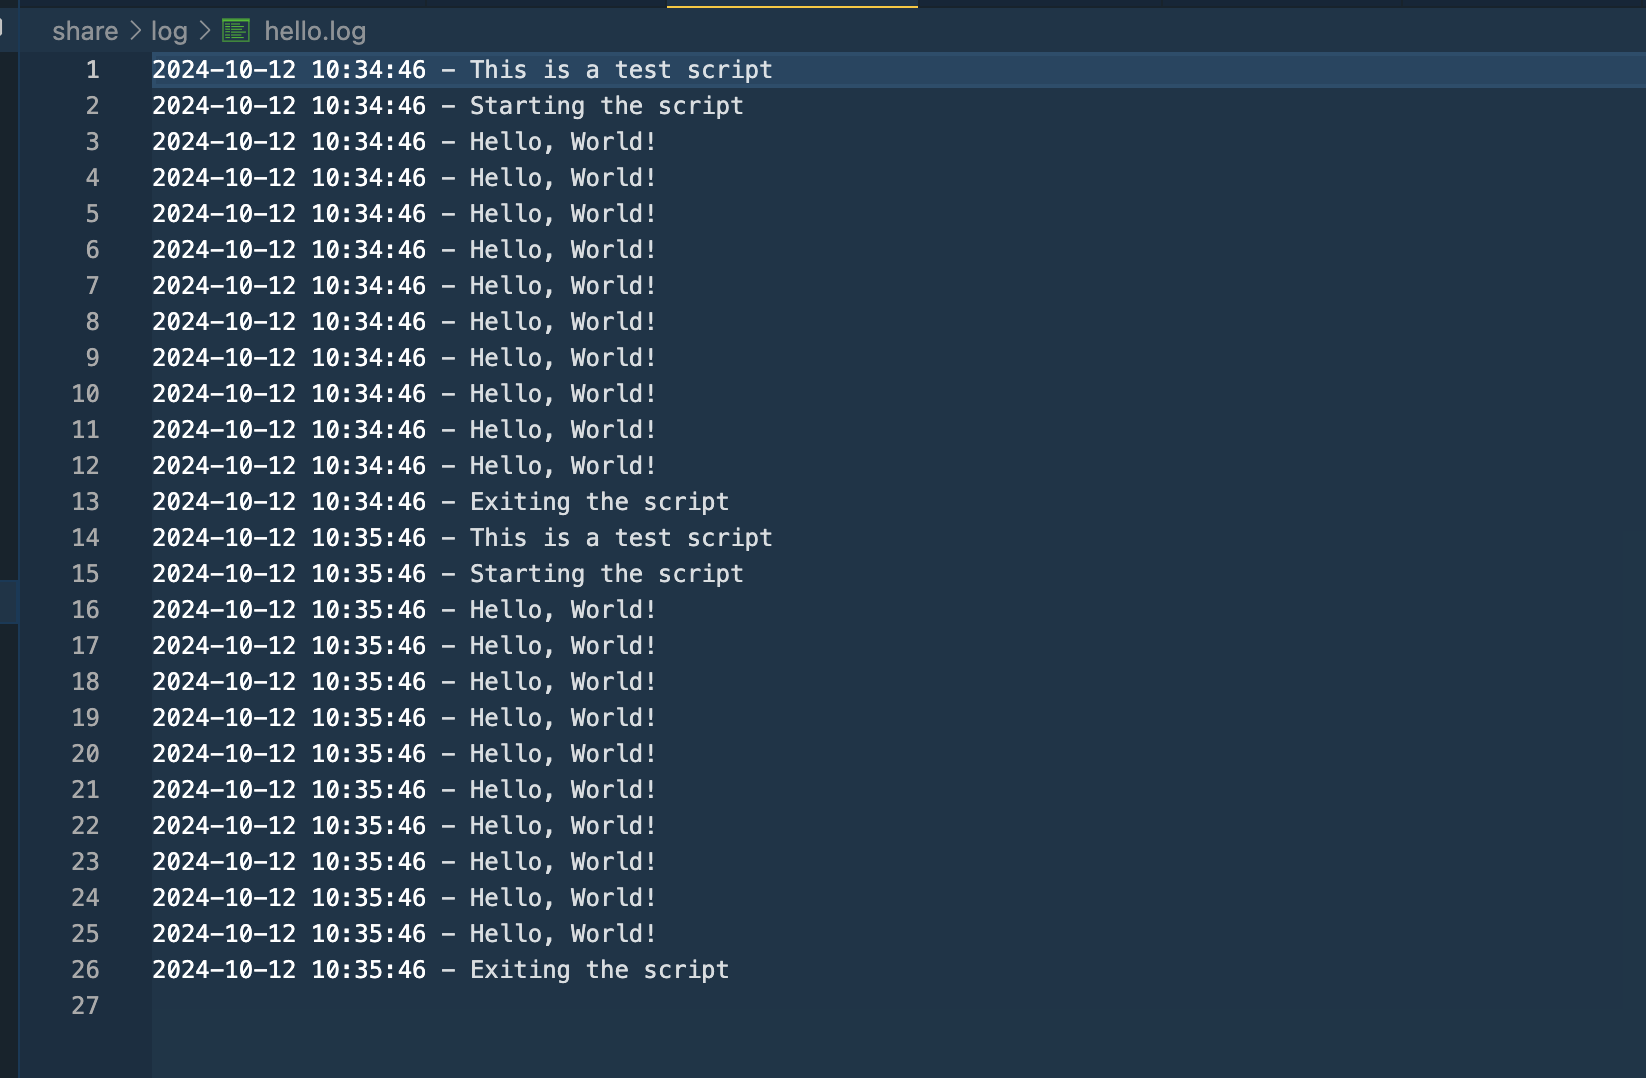 share > log > hello.log
1 2024-10-12 10:34:46 - This is a test script
2 2024-10-12 10:34:46 - Starting the script
3 2024-10-12 10:34:46 - Hello, World!
4 2024-10-12 10:34:46 - Hello, World!
5 2024-10-12 10:34:46 - Hello, World!
6 2024-10-12 10:34:46 - Hello, World!
7 2024-10-12 10:34:46 - Hello, World!
8 2024-10-12 10:34:46 - Hello, World!
9 2024-10-12 10:34:46 - Hello, World!
10 2024-10-12 10:34:46 - Hello, World!
11 2024-10-12 10:34:46 - Hello, World!
12 2024-10-12 10:34:46 - Hello, World!
13 2024-10-12 10:34:46 - Exiting the script
14 2024-10-12 10:35:46 - This is a test script
15 2024-10-12 10:35:46 - Starting the script
16 2024-10-12 10:35:46 - Hello, World!
17 2024-10-12 10:35:46 - Hello, World!
18 2024-10-12 10:35:46 - Hello, World!
19 2024-10-12 10:35:46 - Hello, World!
20 2024-10-12 10:35:46 - Hello, World!
21 2024-10-12 10:35:46 - Hello, World!
22 2024-10-12 10:35:46 - Hello, World!
23 2024-10-12 10:35:46 - Hello, World!
24 2024-10-12 10:35:46 - Hello, World!
25 2024-10-12 10:35:46 - Hello, World!
26 2024-10-12 10:35:46 - Exiting the script
27